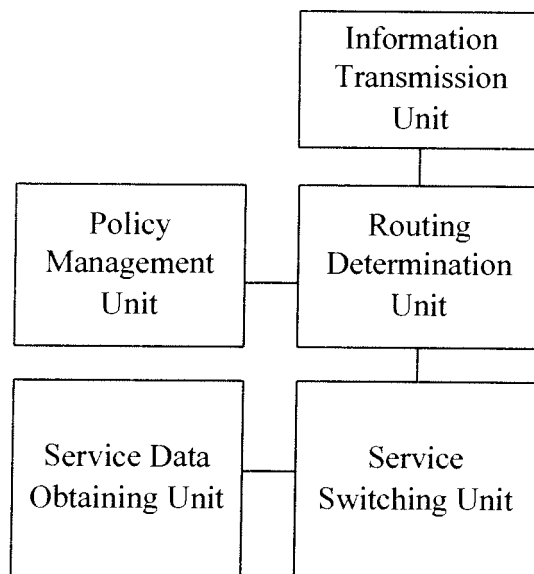 Information
Transmission
Unit
Policy
Management
Unit
Routing
Determination
Unit
Service Data
Obtaining Unit
Service
Switching Unit